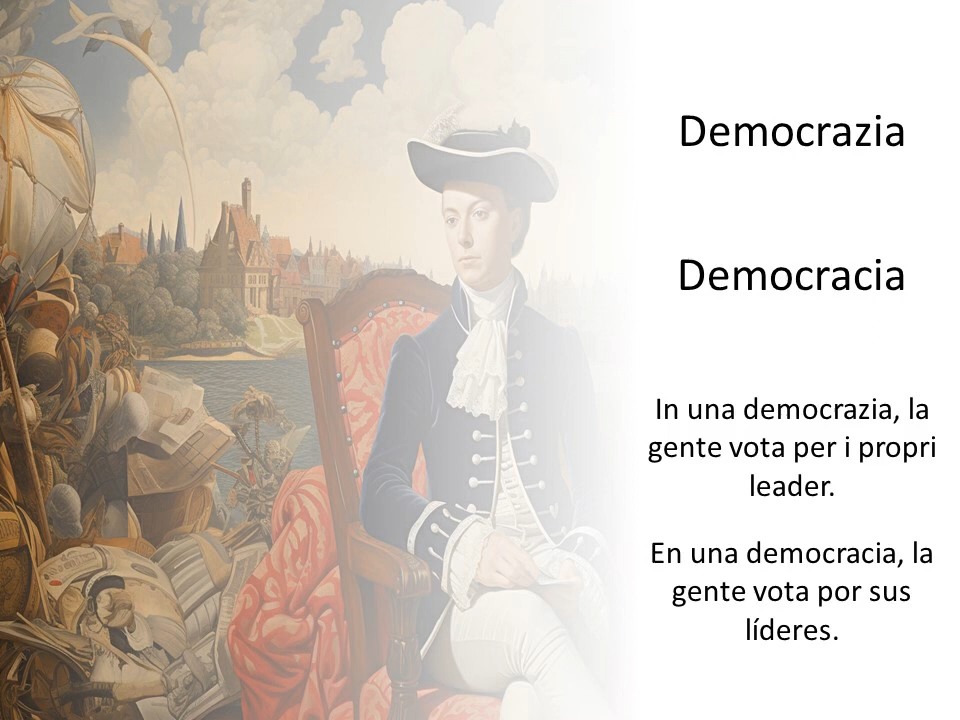 Democrazia
Democracia
In una democrazia, la
gente vota per i propri
leader.
En una democracia, la
gente vota por sus
líderes.